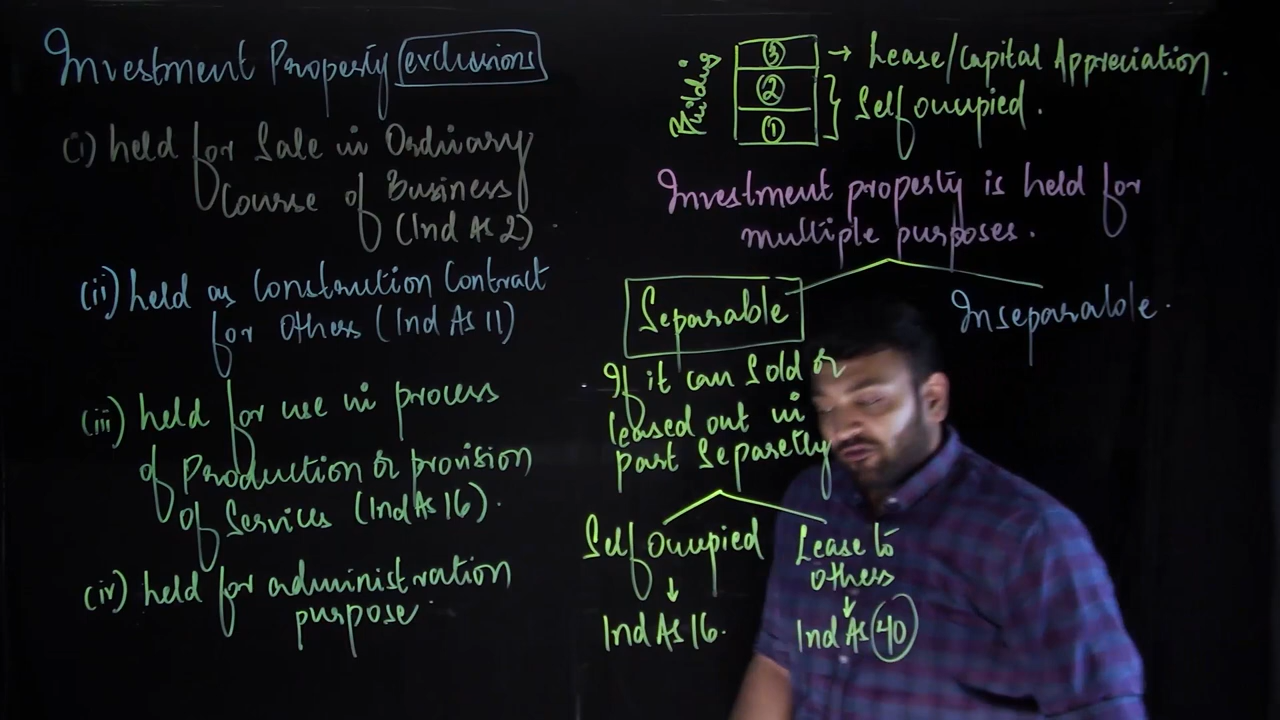 Investment Property exclusions
(i) held for Sale in Ordinary
Course of Business
(Ind As 2).
(ii) held as Construction Contract
for Others (Ind As 11)
(iii) held for use in process
of Production or provision
of Services (Ind As 16).
(iv) held for administration
purpose.
Building
③ → Lease/Capital Appreciation.
②
①
Self occupied.
Investment property is held for
multiple purposes.
Separable
Inseparable.
If it can Sold or
leased out in
part Separetly
Self Occupied
↓
Ind As 16.
Lease to
others
↓
Ind As 40